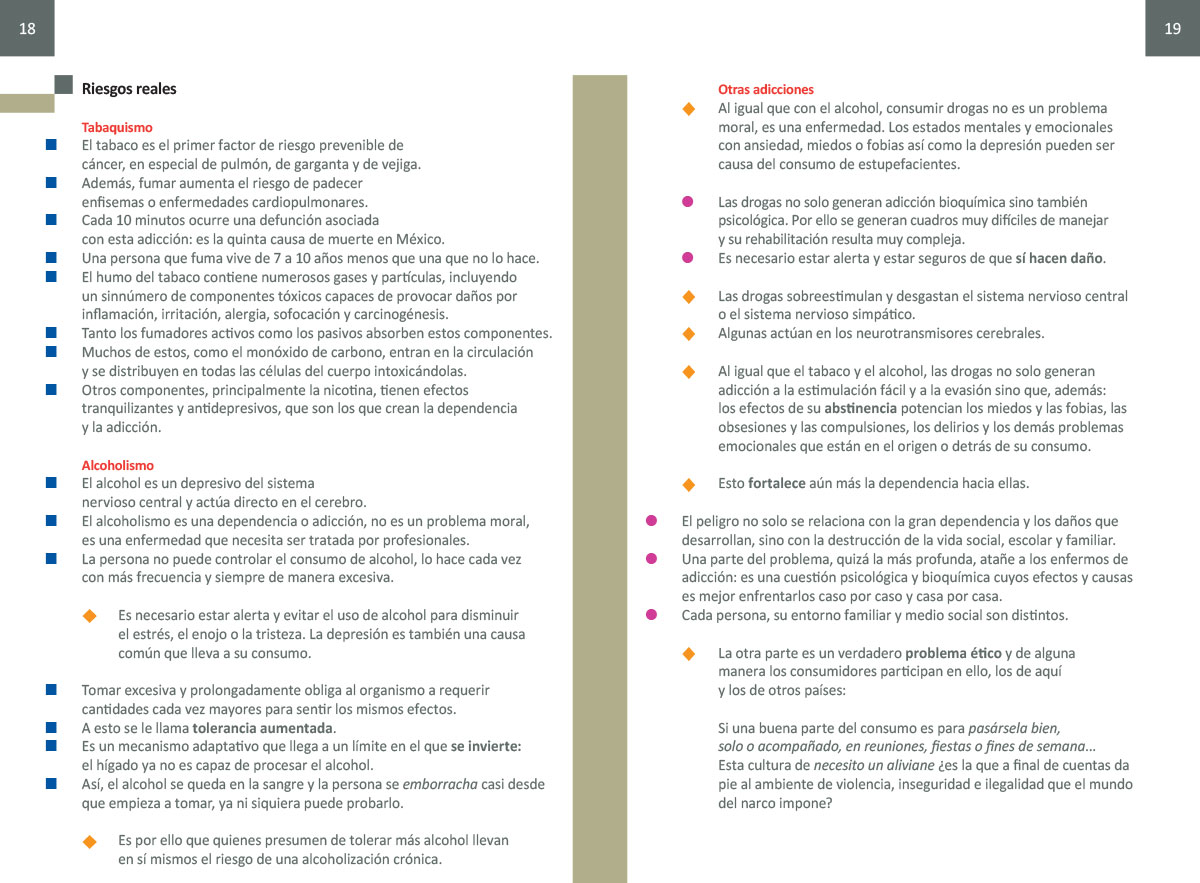 18
Riesgos reales
Tabaquismo
El tabaco es el primer factor de riesgo prevenible de
cáncer, en especial de pulmón, de garganta y de vejiga.
Además, fumar aumenta el riesgo de padecer
enfisemas o enfermedades cardiopulmonares.
Cada 10 minutos ocurre una defunción asociada
con esta adicción: es la quinta causa de muerte en México.
Una persona que fuma vive de 7 a 10 años menos que una que no lo hace.
El humo del tabaco contiene numerosos gases y partículas, incluyendo
un sinnúmero de componentes tóxicos capaces de provocar daños por
inflamación, irritación, alergia, sofocación y carcinogénesis.
Tanto los fumadores activos como los pasivos absorben estos componentes.
Muchos de estos, como el monóxido de carbono, entran en la circulación
y se distribuyen en todas las células del cuerpo intoxicándolas.
Otros componentes, principalmente la nicotina, tienen efectos
tranquilizantes y antidepresivos, que son los que crean la dependencia
y la adicción.
Alcoholismo
El alcohol es un depresivo del sistema
nervioso central y actúa directo en el cerebro.
El alcoholismo es una dependencia o adicción, no es un problema moral,
es una enfermedad que necesita ser tratada por profesionales.
La persona no puede controlar el consumo de alcohol, lo hace cada vez
con más frecuencia y siempre de manera excesiva.
Es necesario estar alerta y evitar el uso de alcohol para disminuir
el estrés, el enojo o la tristeza. La depresión es también una causa
común que lleva a su consumo.
Tomar excesiva y prolongadamente obliga al organismo a requerir
cantidades cada vez mayores para sentir los mismos efectos.
A esto se le llama tolerancia aumentada.
Es un mecanismo adaptativo que llega a un límite en el que se invierte:
el hígado ya no es capaz de procesar el alcohol.
Así, el alcohol se queda en la sangre y la persona se emborracha casi desde
que empieza a tomar, ya ni siquiera puede probarlo.
Es por ello que quienes presumen de tolerar más alcohol llevan
en sí mismos el riesgo de una alcoholización crónica.
19
Otras adicciones
Al igual que con el alcohol, consumir drogas no es un problema
moral, es una enfermedad. Los estados mentales y emocionales
con ansiedad, miedos o fobias así como la depresión pueden ser
causa del consumo de estupefacientes.
Las drogas no solo generan adicción bioquímica sino también
psicológica. Por ello se generan cuadros muy difíciles de manejar
y su rehabilitación resulta muy compleja.
Es necesario estar alerta y estar seguros de que sí hacen daño.
Las drogas sobreestimulan y desgastan el sistema nervioso central
o el sistema nervioso simpático.
Algunas actúan en los neurotransmisores cerebrales.
Al igual que el tabaco y el alcohol, las drogas no solo generan
adicción a la estimulación fácil y a la evasión sino que, además:
los efectos de su abstinencia potencian los miedos y las fobias, las
obsesiones y las compulsiones, los delirios y los demás problemas
emocionales que están en el origen o detrás de su consumo.
Esto fortalece aún más la dependencia hacia ellas.
El peligro no solo se relaciona con la gran dependencia y los daños que
desarrollan, sino con la destrucción de la vida social, escolar y familiar.
Una parte del problema, quizá la más profunda, atañe a los enfermos de
adicción: es una cuestión psicológica y bioquímica cuyos efectos y causas
es mejor enfrentarlos caso por caso y casa por casa.
Cada persona, su entorno familiar y medio social son distintos.
La otra parte es un verdadero problema ético y de alguna
manera los consumidores participan en ello, los de aquí
y los de otros países:
Si una buena parte del consumo es para pasársela bien,
solo o acompañado, en reuniones, fiestas o fines de semana...
Esta cultura de necesito un aliviane ¿es la que a final de cuentas da
pie al ambiente de violencia, inseguridad e ilegalidad que el mundo
del narco impone?